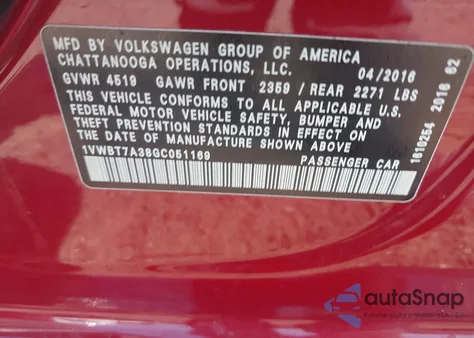 MFD BY VOLKSWAGEN GROUP OF AMERICA
CHATTANOOGA OPERATIONS, LLC. 04/2016
GVWR 4519 GAWR FRONT 2359 / REAR 2271 LBS
THIS VEHICLE CONFORMS TO ALL APPLICABLE U.S.
FEDERAL MOTOR VEHICLE SAFETY, BUMPER AND
THEFT PREVENTION STANDARDS IN EFFECT ON
THE DATE OF MANUFACTURE SHOWN ABOVE
1VWBT7A38GC051169 PASSENGER CAR
1610254 2016 62
autoSnap